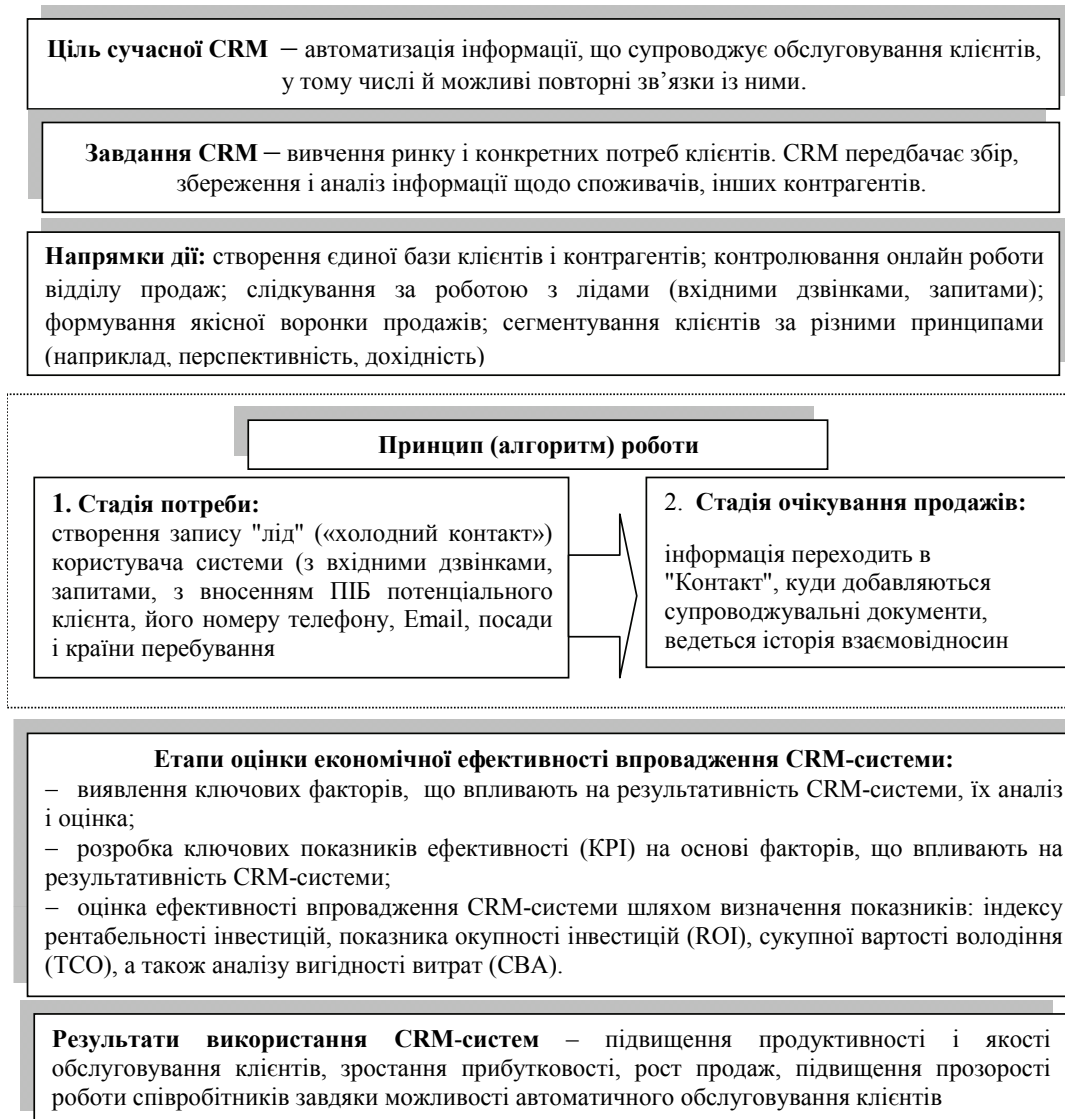 Ціль сучасної CRM – автоматизація інформації, що супроводжує обслуговування клієнтів,
у тому числі й можливі повторні зв’язки із ними.
Завдання CRM – вивчення ринку і конкретних потреб клієнтів. CRM передбачає збір,
збереження і аналіз інформації щодо споживачів, інших контрагентів.
Напрямки дії: створення єдиної бази клієнтів і контрагентів; контролювання онлайн роботи
відділу продаж; слідкування за роботою з лідами (вхідними дзвінками, запитами);
формування якісної воронки продажів; сегментування клієнтів за різними принципами
(наприклад, перспективність, дохідність)
Принцип (алгоритм) роботи
1. Стадія потреби:
створення запису "лід" («холодний контакт»)
користувача системи (з вхідними дзвінками,
запитами, з вносенням ПІБ потенціального
клієнта, його номеру телефону, Email, посади
і країни перебування
2. Стадія очікування продажів:
інформація переходить в
"Контакт", куди добавляються
супроводжувальні документи,
ведеться історія взаємовідносин
Етапи оцінки економічної ефективності впровадження CRM-системи:
– виявлення ключових факторів, що впливають на результативність CRM-системи, їх аналіз
і оцінка;
– розробка ключових показників ефективності (KPI) на основі факторів, що впливають на
результативність CRM-системи;
– оцінка ефективності впровадження CRM-системи шляхом визначення показників: індексу
рентабельності інвестицій, показника окупності інвестицій (ROI), сукупної вартості володіння
(TCO), а також аналізу вигідності витрат (CBA).
Результати використання CRM-систем – підвищення продуктивності і якості
обслуговування клієнтів, зростання прибутковості, рост продаж, підвищення прозорості
роботи співробітників завдяки можливості автоматичного обслуговування клієнтів